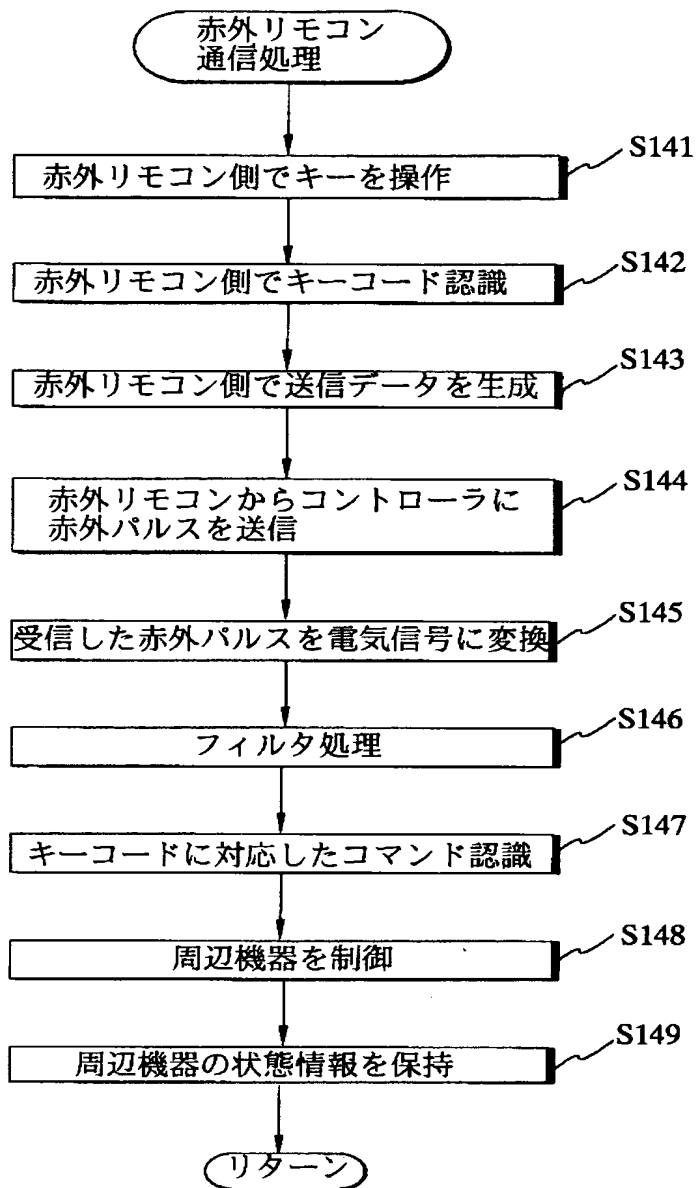 赤外リモコン
通信処理
S141
赤外リモコン側でキーを操作
S142
赤外リモコン側でキーコード認識
S143
赤外リモコン側で送信データを生成
S144
赤外リモコンからコントローラに
赤外パルスを送信
S145
受信した赤外パルスを電気信号に変換
S146
フィルタ処理
S147
キーコードに対応したコマンド認識
S148
周辺機器を制御
S149
周辺機器の状態情報を保持
リターン